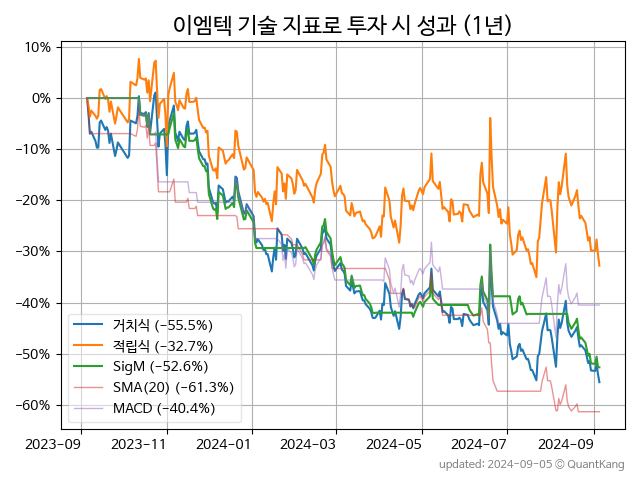 이엠텍 기술 지표로 투자 시 성과 (1년)
10%
0%
−10%
−20%
−30%
−40%
−50%
−60%
거치식 (−55.5%)
적립식 (−32.7%)
SigM (−52.6%)
SMA(20) (−61.3%)
MACD (−40.4%)
2023-09 2023-11 2024-01 2024-03 2024-05 2024-07 2024-09
updated: 2024-09-05 © QuantKang